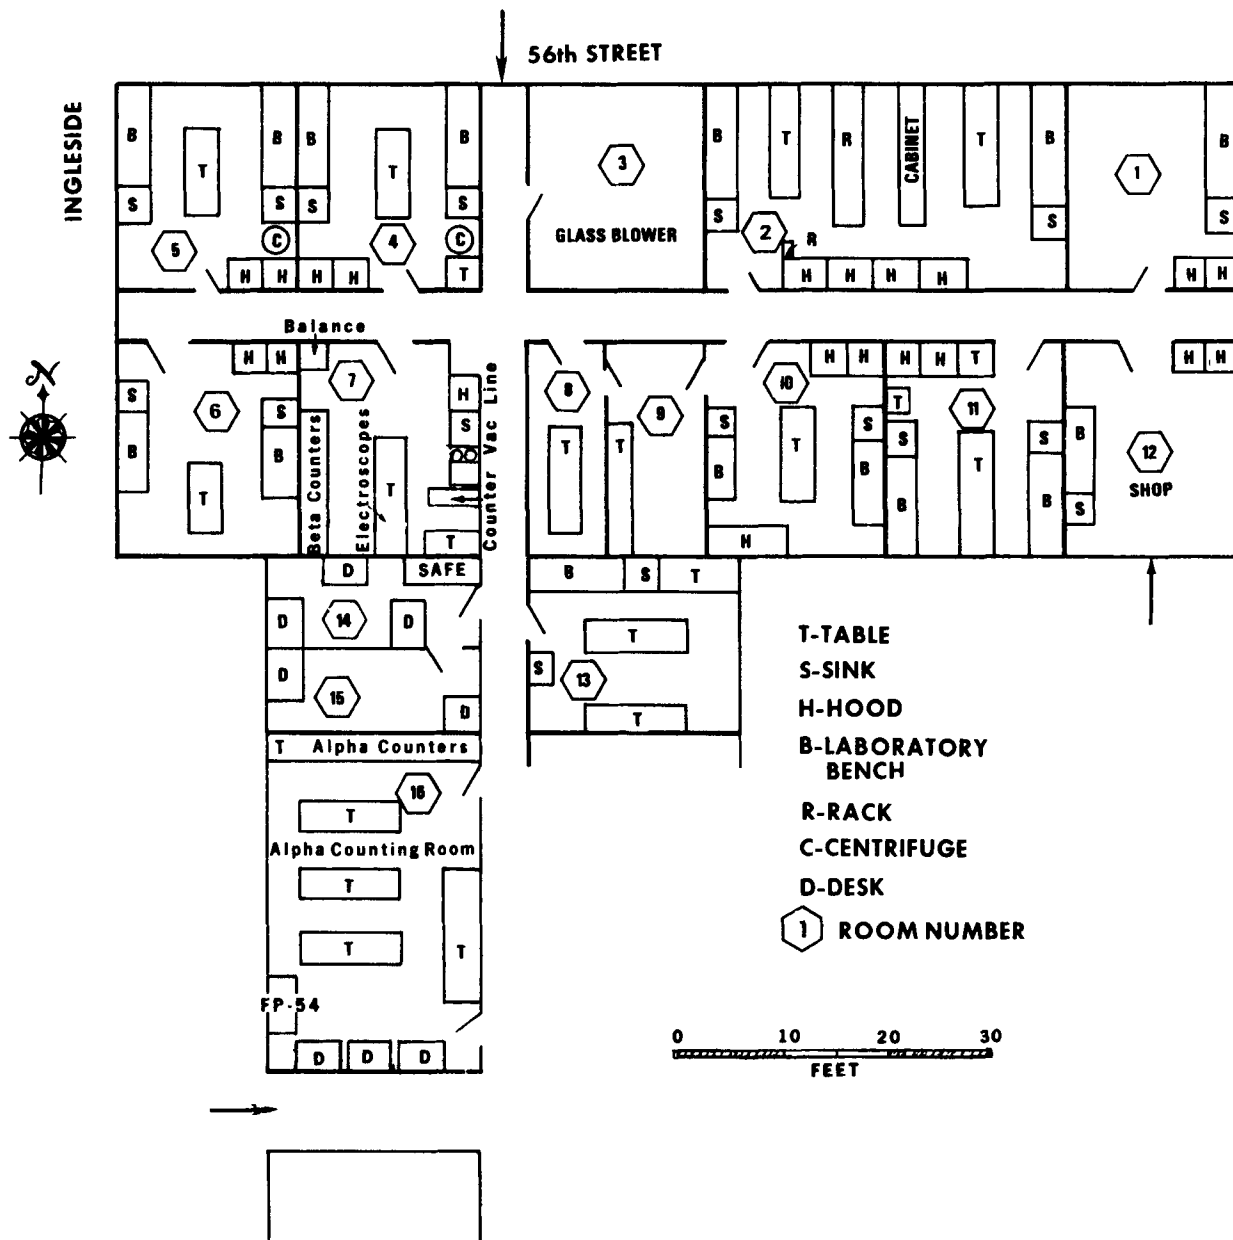 56th STREET
INGLESIDE
B T B B T B B T R CABINET T B 1 B
S S S S S S S
5 C 4 C 3 2 R
GLASS BLOWER
H H H H T H H H H H H
Balance
N
H H 7 H 8 9 10 H H H H T H H
S 6 S S T T S T S T 11 S B 12
B T B Beta Counters Electroscopes T Counter Vac Line B B S T B S
SHOP
T H B
D SAFE B S T
D 14 D T
D 15 D S 13 T
T Alpha Counters
16
T
Alpha Counting Room
T
T T
FP-54
D D D
T-TABLE
S-SINK
H-HOOD
B-LABORATORY
BENCH
R-RACK
C-CENTRIFUGE
D-DESK
1 ROOM NUMBER
0 10 20 30
FEET